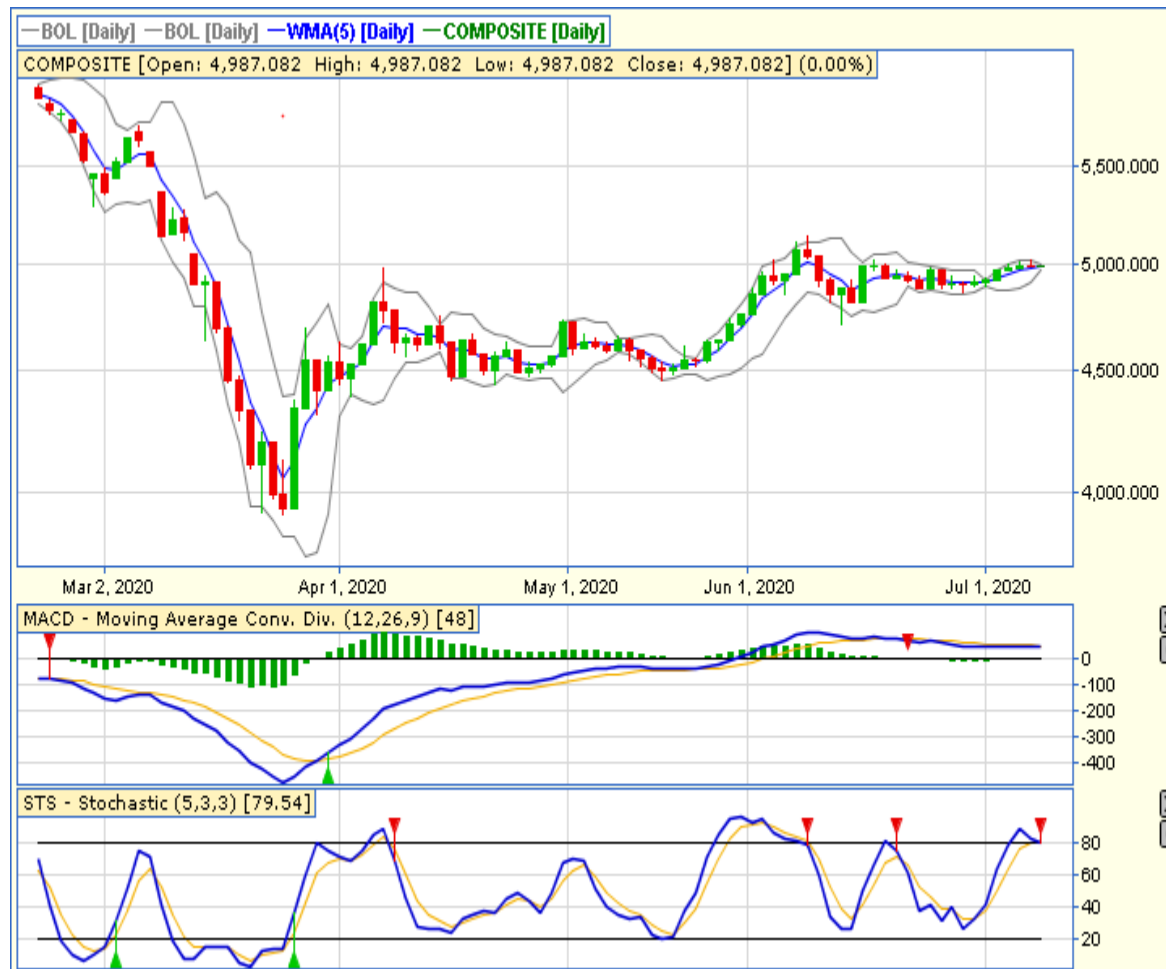 BOL [Daily] BOL [Daily] WMA(5) [Daily] COMPOSITE [Daily]
COMPOSITE [Open: 4,987.082 High: 4,987.082 Low: 4,987.082 Close: 4,987.082] (0.00%)
5,500.000
5,000.000
4,500.000
4,000.000
Mar 2, 2020 Apr 1, 2020 May 1, 2020 Jun 1, 2020 Jul 1, 2020
MACD - Moving Average Conv. Div. (12,26,9) [48]
0
-100
-200
-300
-400
STS - Stochastic (5,3,3) [79.54]
80
60
40
20